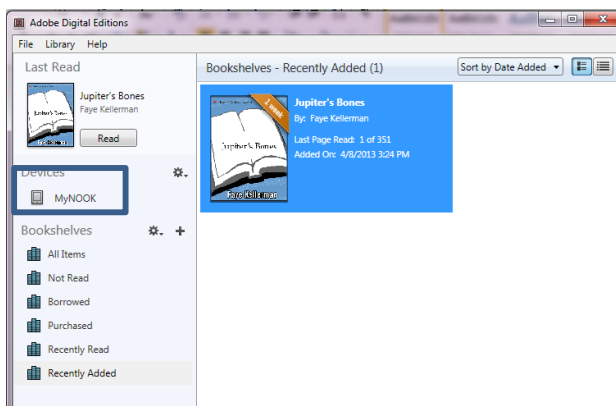 Adobe Digital Editions
File Library Help
Last Read
Jupiter's Bones
Faye Kellerman
Read
Devices
MyNOOK
Bookshelves
All Items
Not Read
Borrowed
Purchased
Recently Read
Recently Added
Bookshelves - Recently Added (1)
Sort by Date Added
1 week
Jupiter's Bones
Faye Kellerman
Jupiter's Bones
By: Faye Kellerman
Last Page Read: 1 of 351
Added On: 4/8/2013 3:24 PM